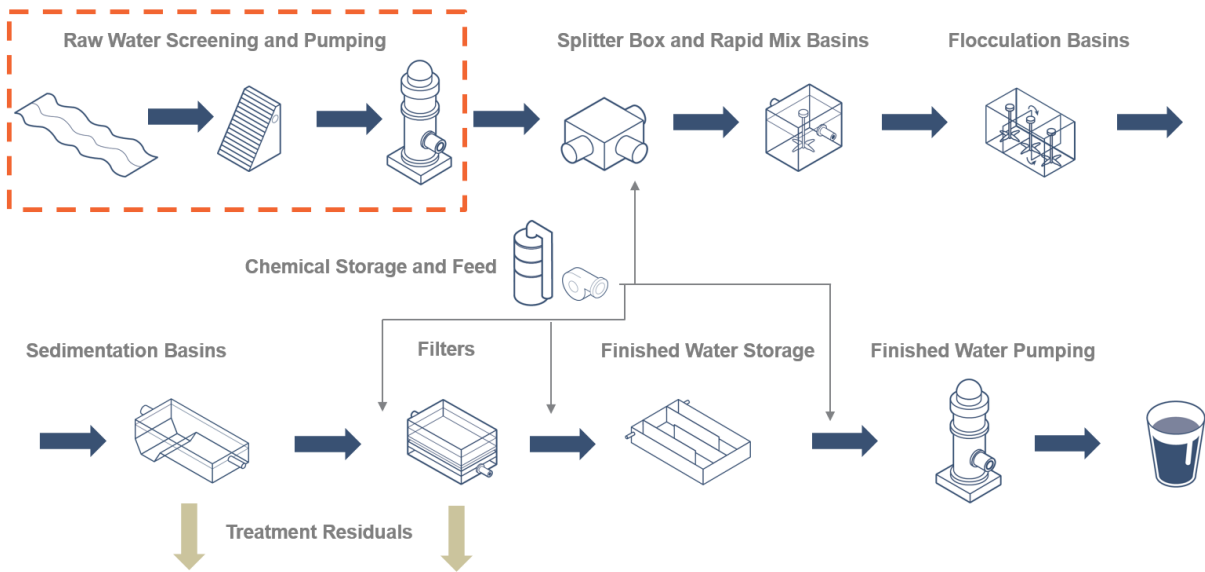 Raw Water Screening and Pumping
Splitter Box and Rapid Mix Basins
Flocculation Basins
Chemical Storage and Feed
Sedimentation Basins
Filters
Finished Water Storage
Finished Water Pumping
Treatment Residuals